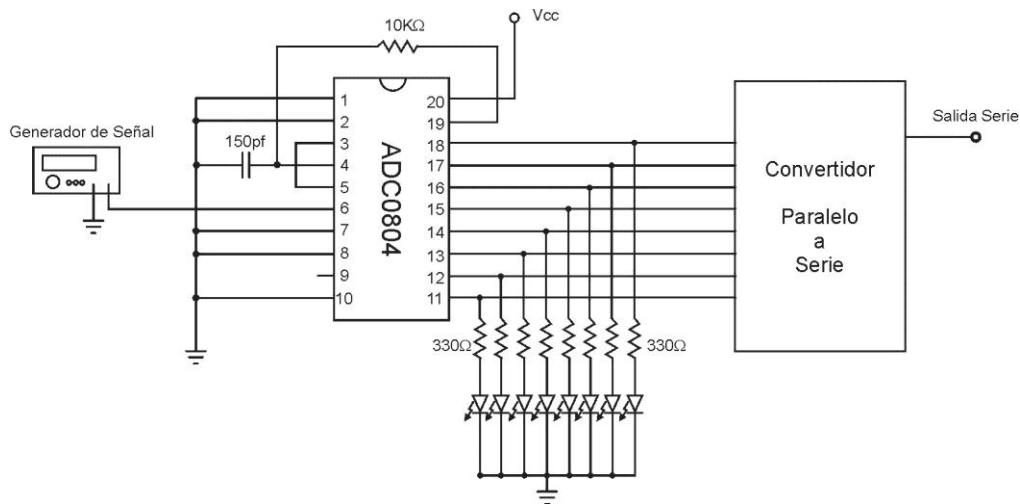 10KΩ
Vcc
Generador de Señal
150pf
1
2
3
4
5
6
7
8
9
10
ADC0804
20
19
18
17
16
15
14
13
12
11
Convertidor
Paralelo
a
Serie
Salida Serie
330Ω
330Ω